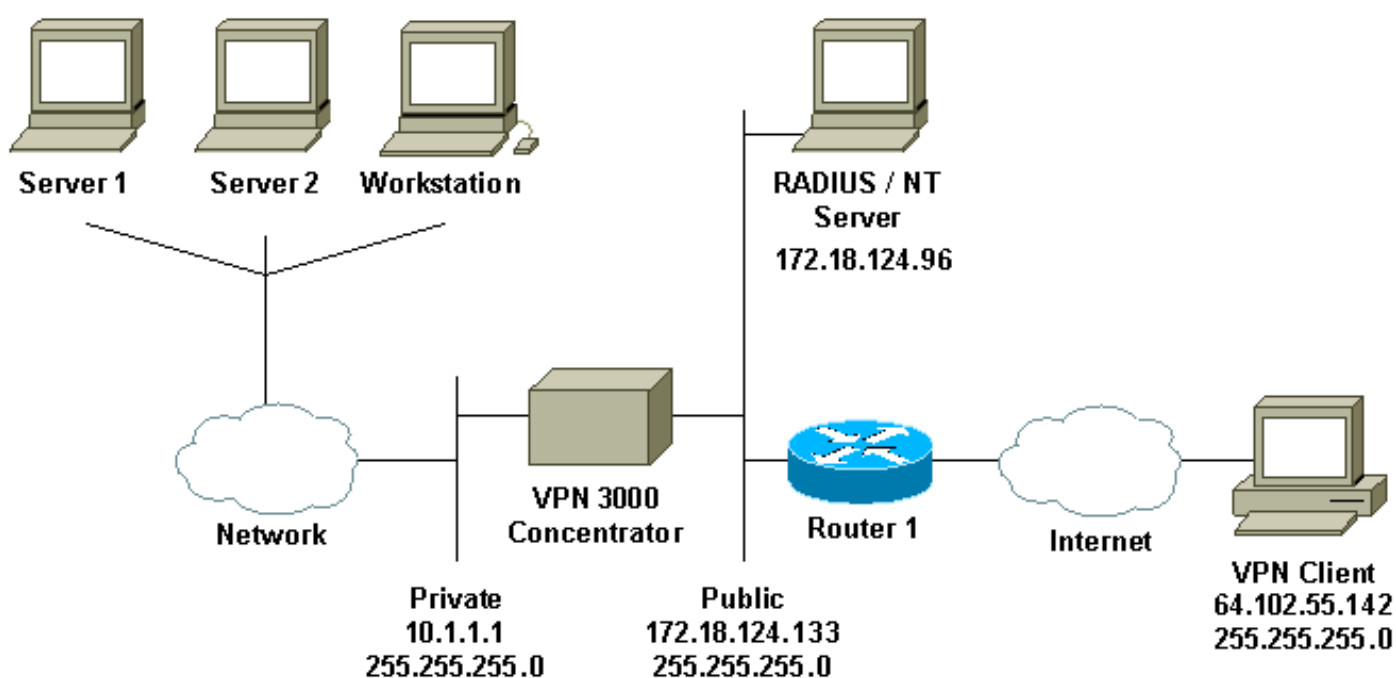 Server 1
Server 2
Workstation
RADIUS / NT
Server
172.18.124.96
Network
VPN 3000
Concentrator
Router 1
Internet
Private
10.1.1.1
255.255.255.0
Public
172.18.124.133
255.255.255.0
VPN Client
64.102.55.142
255.255.255.0